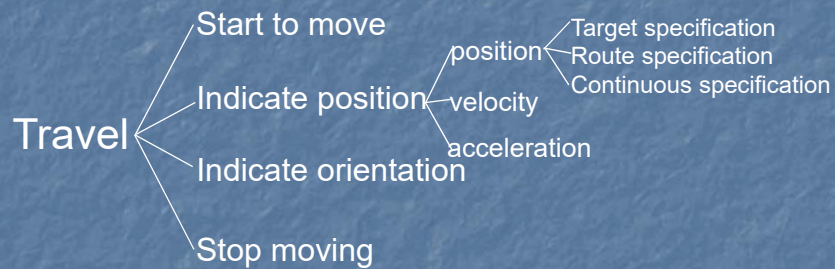 Travel
Start to move
Indicate position
position
Target specification
Route specification
Continuous specification
velocity
acceleration
Indicate orientation
Stop moving